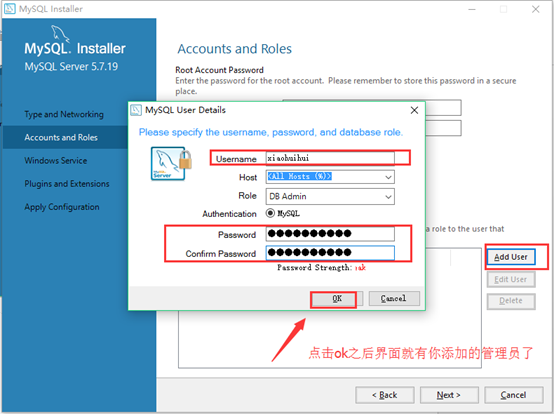 MySQL Installer
MySQL. Installer
MySQL Server 5.7.19
Type and Networking
Accounts and Roles
Windows Service
Plugins and Extensions
Apply Configuration
Accounts and Roles
Root Account Password
Enter the password for the root account. Please remember to store this password in a secure
place.
MySQL User Details
Please specify the username, password, and database role.
MySQL
Server
Username
xiaohuihui
Host
<All Hosts (%)>
Role
DB Admin
Authentication
MySQL
Password
●●●●●●●●●●
Confirm Password
●●●●●●●●●●
Password Strength:
OK
Cancel
a role to the user that
Add User
Edit User
Delete
点击ok之后界面就有你添加的管理员了
< Back
Next >
Cancel